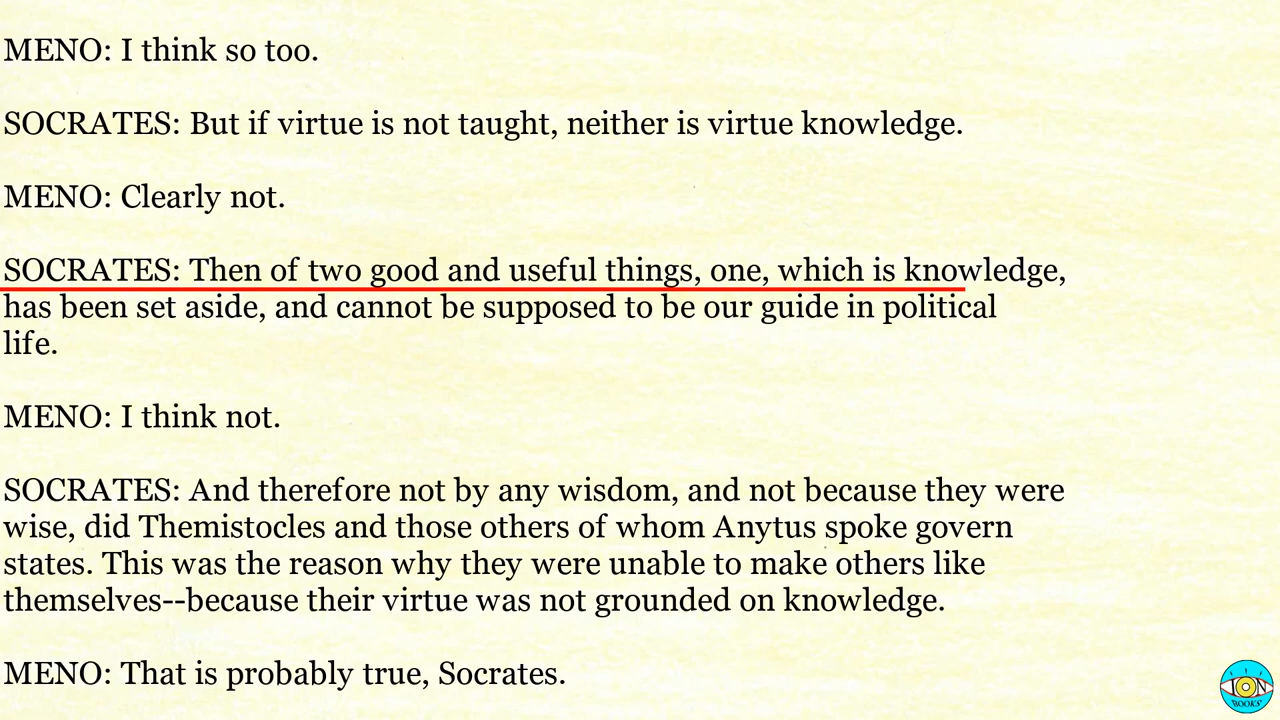 MENO: I think so too.
SOCRATES: But if virtue is not taught, neither is virtue knowledge.
MENO: Clearly not.
SOCRATES: Then of two good and useful things, one, which is knowledge,
has been set aside, and cannot be supposed to be our guide in political
life.
MENO: I think not.
SOCRATES: And therefore not by any wisdom, and not because they were
wise, did Themistocles and those others of whom Anytus spoke govern
states. This was the reason why they were unable to make others like
themselves--because their virtue was not grounded on knowledge.
MENO: That is probably true, Socrates.
ION
BOOKS